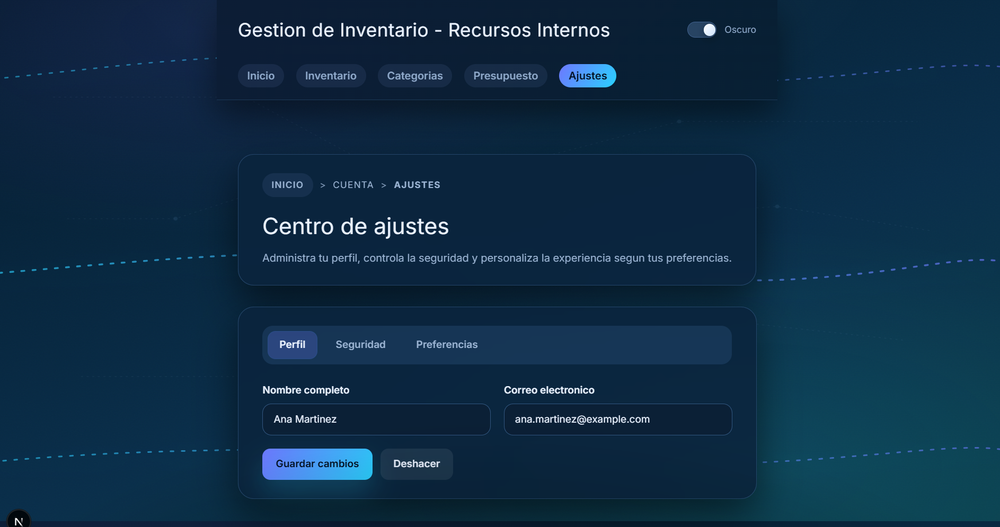 Gestion de Inventario - Recursos Internos
Oscuro
Inicio Inventario Categorias Presupuesto Ajustes
INICIO > CUENTA > AJUSTES
Centro de ajustes
Administra tu perfil, controla la seguridad y personaliza la experiencia segun tus preferencias.
Perfil Seguridad Preferencias
Nombre completo Correo electronico
Ana Martinez ana.martinez@example.com
Guardar cambios Deshacer
N